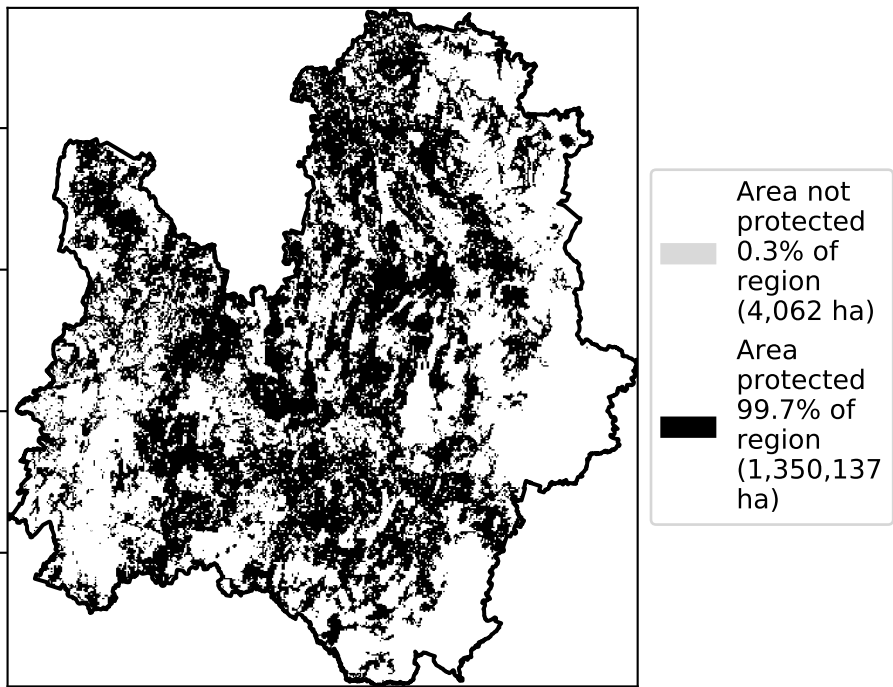 Area not
protected
0.3% of
region
(4,062 ha)
Area
protected
99.7% of
region
(1,350,137
ha)